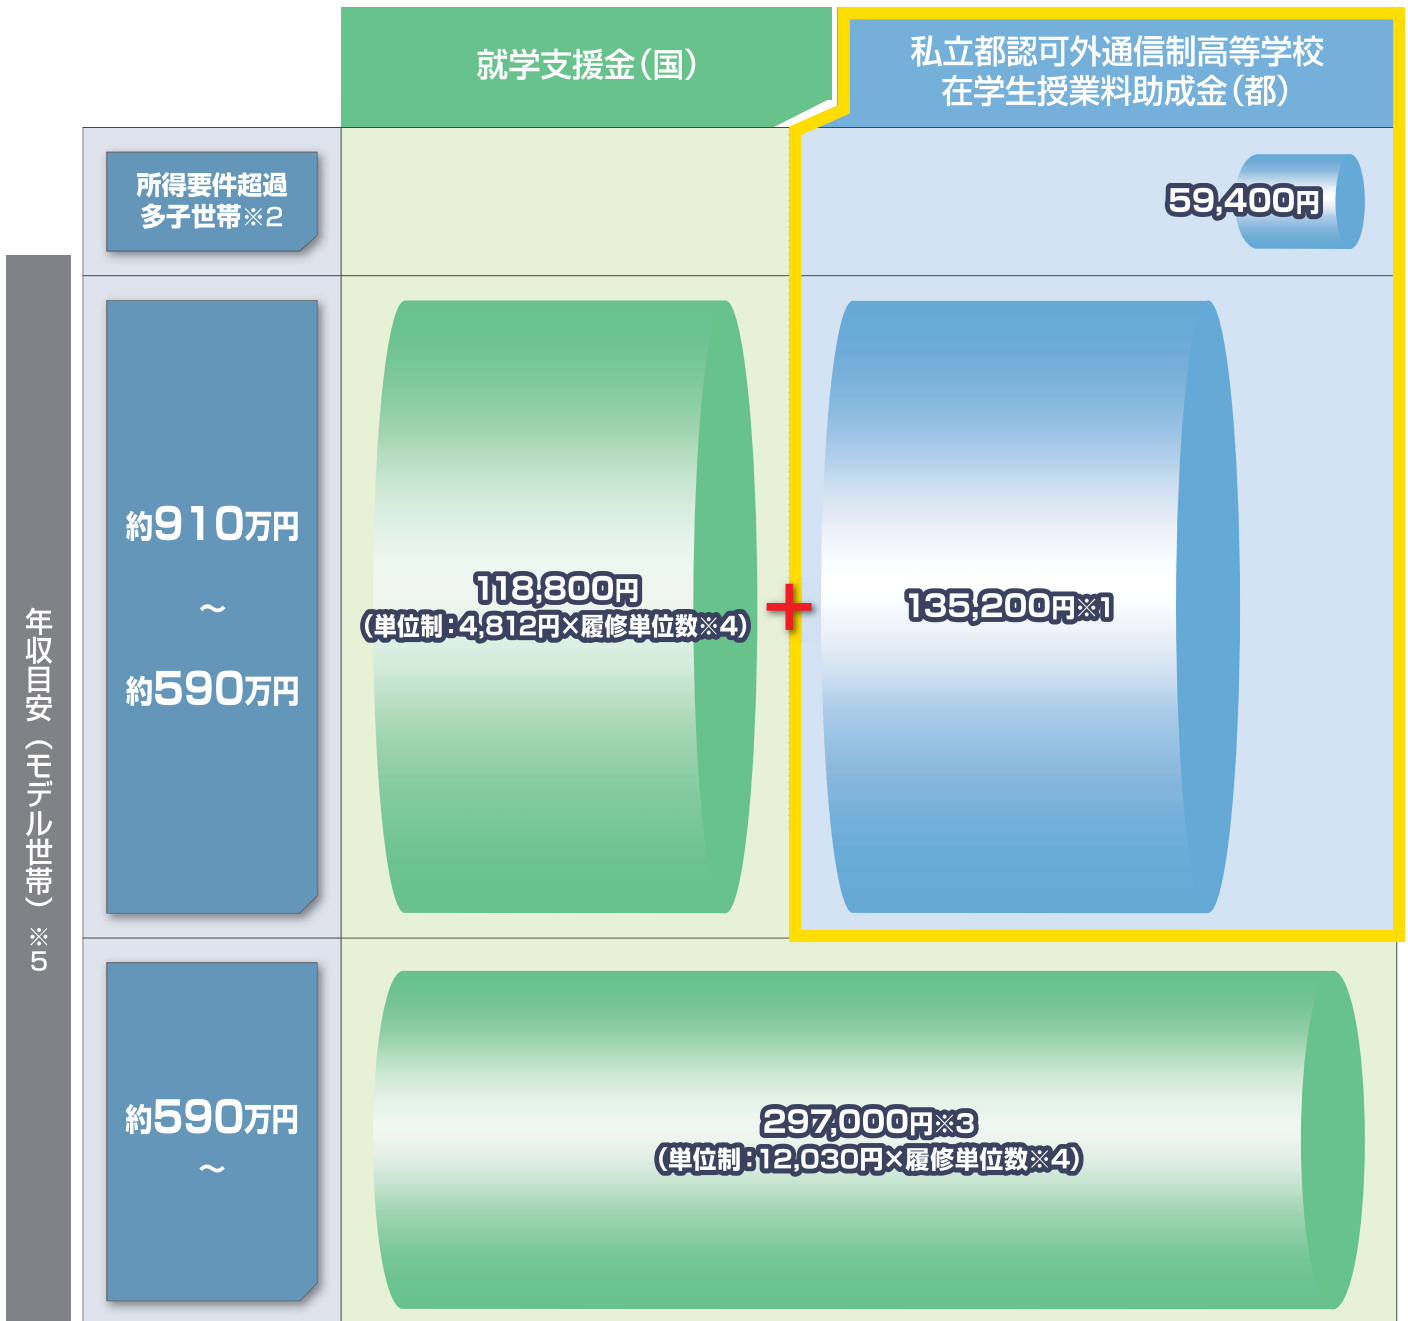 就学支援金（国）
私立都認可外通信制高等学校
在学生授業料助成金（都）
所得要件超過
多子世帯※2
59,400円
年収目安（モデル世帯）※5
約910万円
～
約590万円
118,800円
（単位制：4,812円×履修単位数※4）
+
135,200円※1
約590万円
～
297,000円※3
（単位制：12,030円×履修単位数※4）